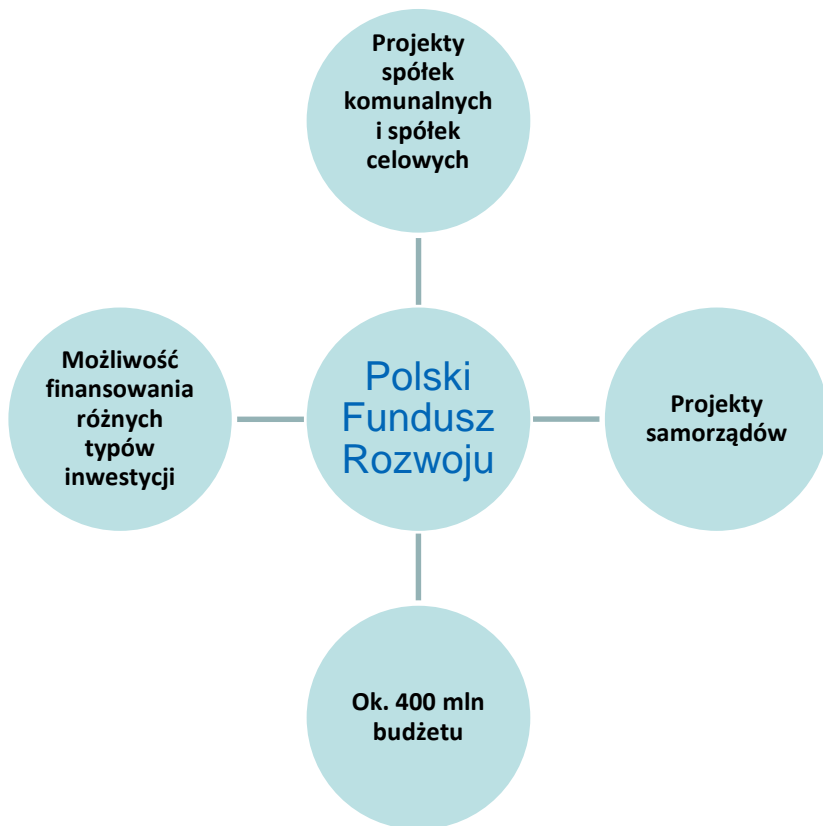 Projekty
spółek
komunalnych
i spółek
celowych
Możliwość
finansowania
różnych
typów
inwestycji
Polski
Fundusz
Rozwoju
Projekty
samorządów
Ok. 400 mln
budżetu